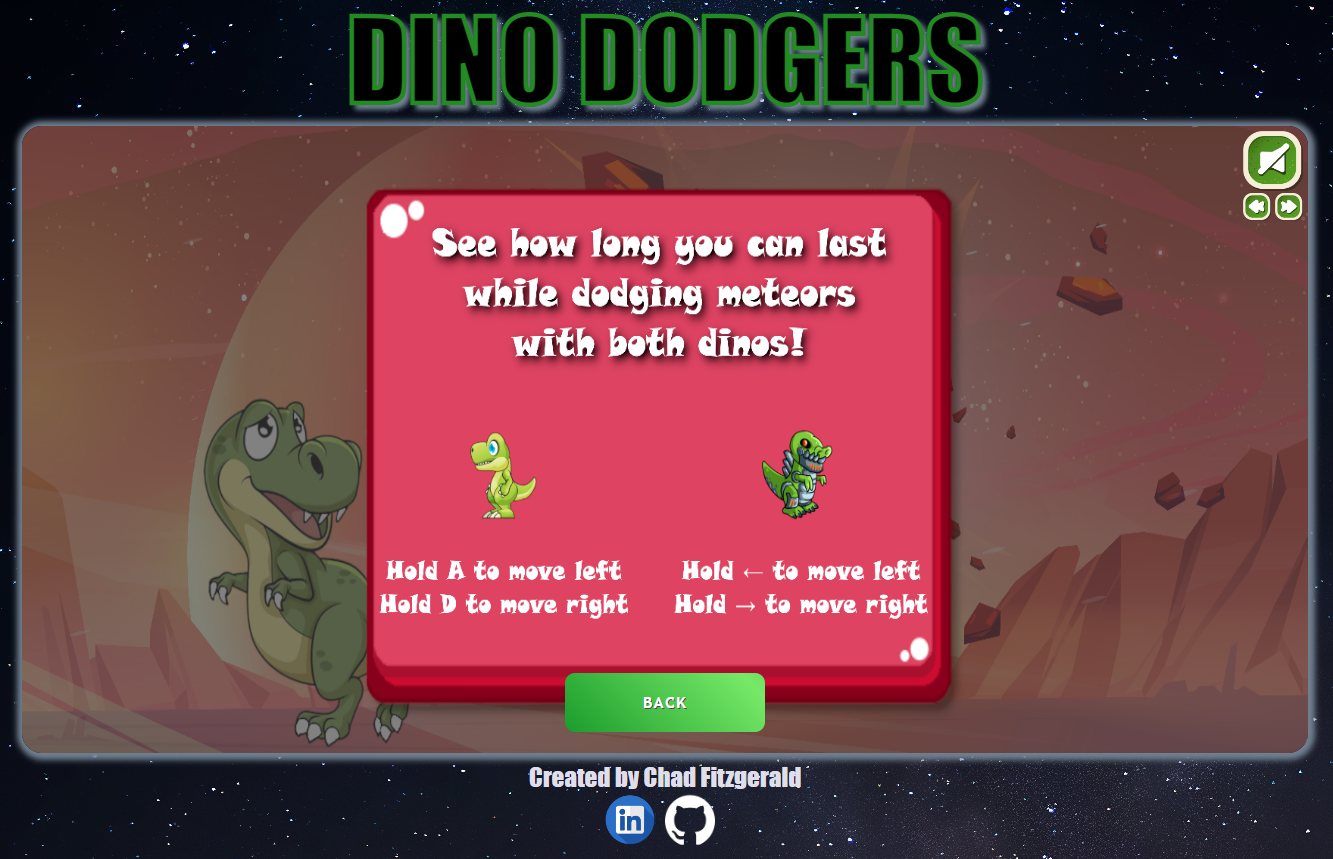 DINO DODGERS
See how long you can last
while dodging meteors
with both dinos!
Hold A to move left
Hold D to move right
Hold ← to move left
Hold → to move right
BACK
Created by Chad Fitzgerald
in